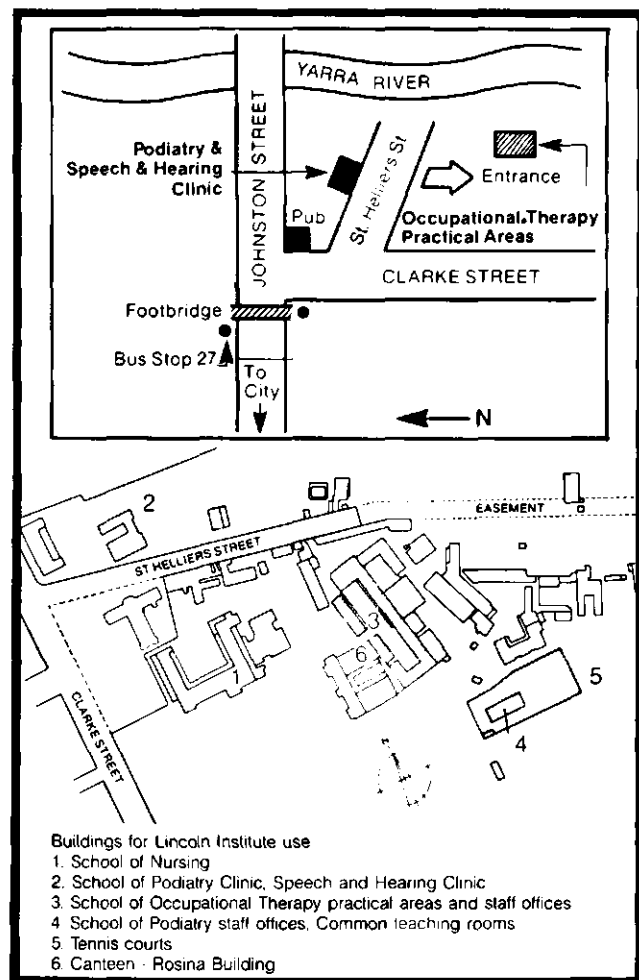 YARRA RIVER
JOHNSTON STREET
Podiatry &
Speech & Hearing
Clinic
St. Helliers St
Entrance
Pub
Occupational Therapy
Practical Areas
CLARKE STREET
Footbridge
Bus Stop 27
To
City
N
2
EASEMENT
ST HELLIERS STREET
3
6
1
5
CLARKE STREET
4
Buildings for Lincoln Institute use
1. School of Nursing
2. School of Podiatry Clinic, Speech and Hearing Clinic
3. School of Occupational Therapy practical areas and staff offices
4 School of Podiatry staff offices, Common teaching rooms
5. Tennis courts
6. Canteen - Rosina Building